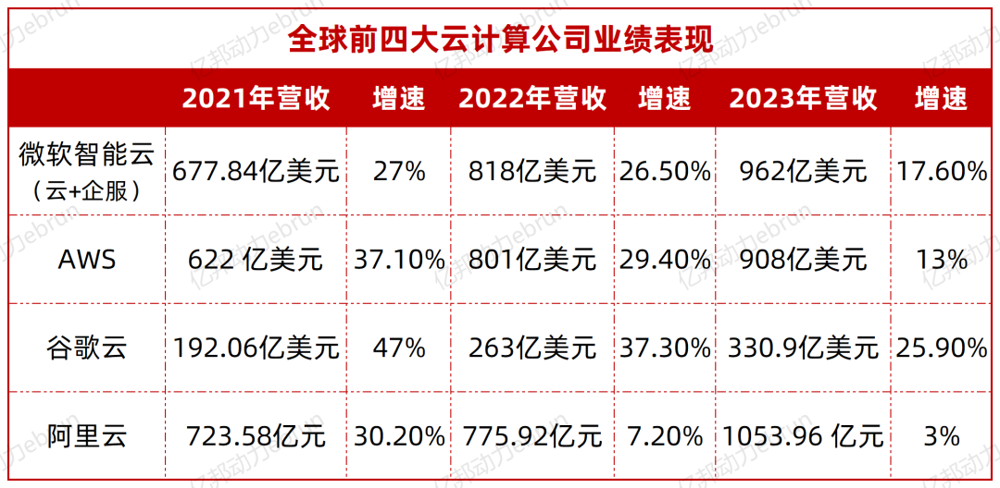 全球前四大云计算公司业绩表现
2021年营收 增速 2022年营收 增速 2023年营收 增速
微软智能云
（云+企服） 677.84亿美元 27% 818亿美元 26.50% 962亿美元 17.60%
AWS 622 亿美元 37.10% 801亿美元 29.40% 908亿美元 13%
谷歌云 192.06亿美元 47% 263亿美元 37.30% 330.9亿美元 25.90%
阿里云 723.58亿元 30.20% 775.92亿元 7.20% 1053.96 亿元 3%
亿邦动力ebrun